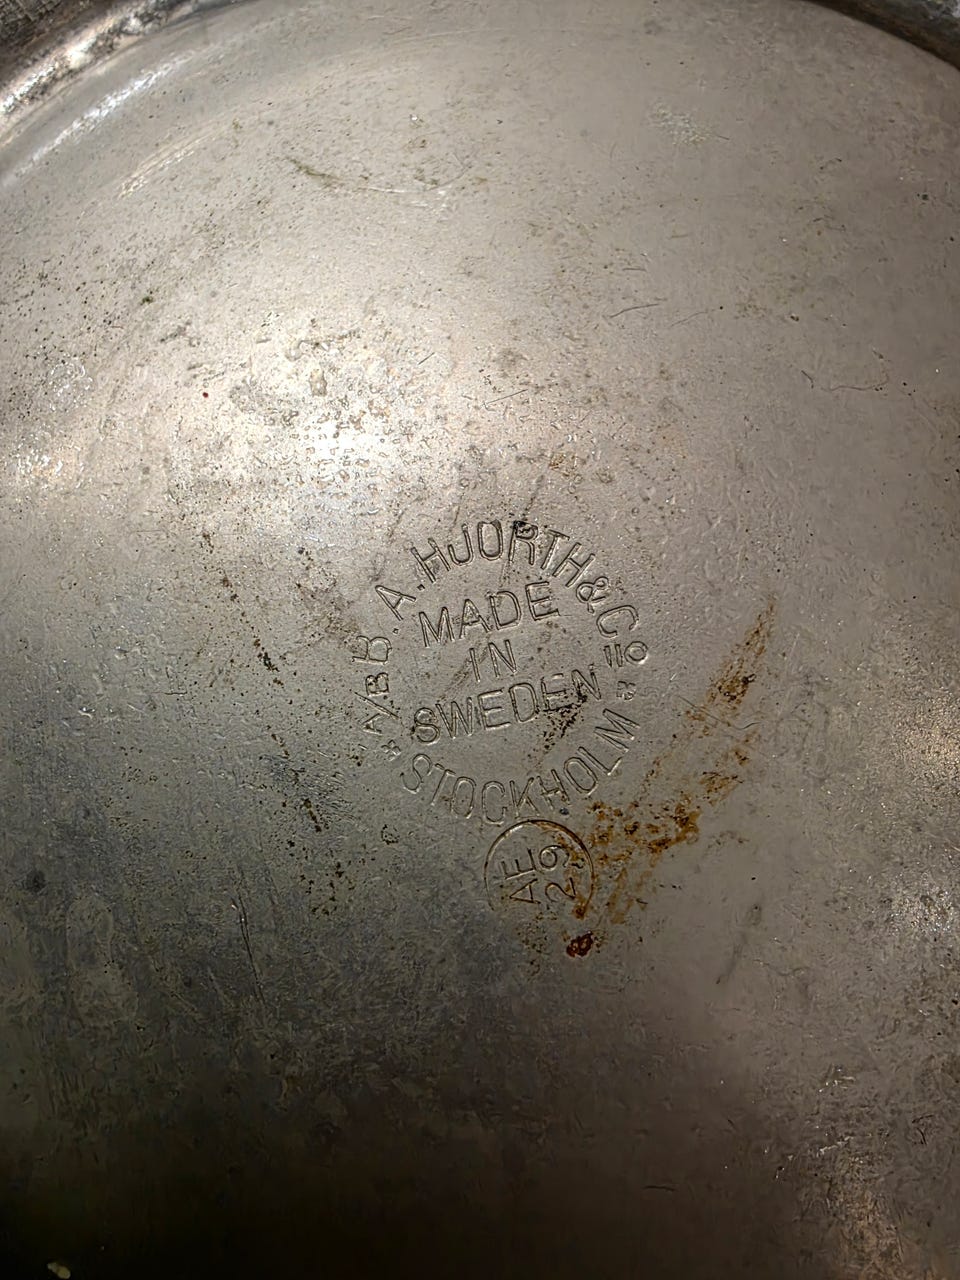 A/B B.A.HJORTH&Cº
MADE
IN
SWEDEN
STOCKHOLM
AE
29